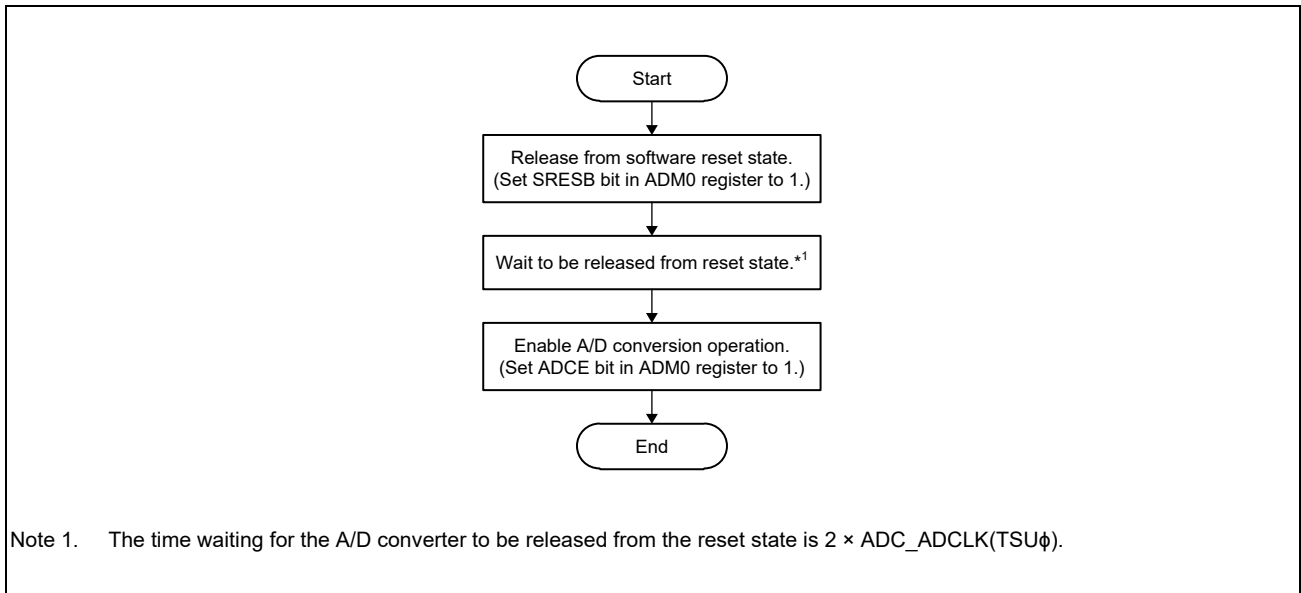 Start
Release from software reset state.
(Set SRESB bit in ADM0 register to 1.)
Wait to be released from reset state.*1
Enable A/D conversion operation.
(Set ADCE bit in ADM0 register to 1.)
End
Note 1. The time waiting for the A/D converter to be released from the reset state is 2 × ADC_ADCLK(TSUϕ).